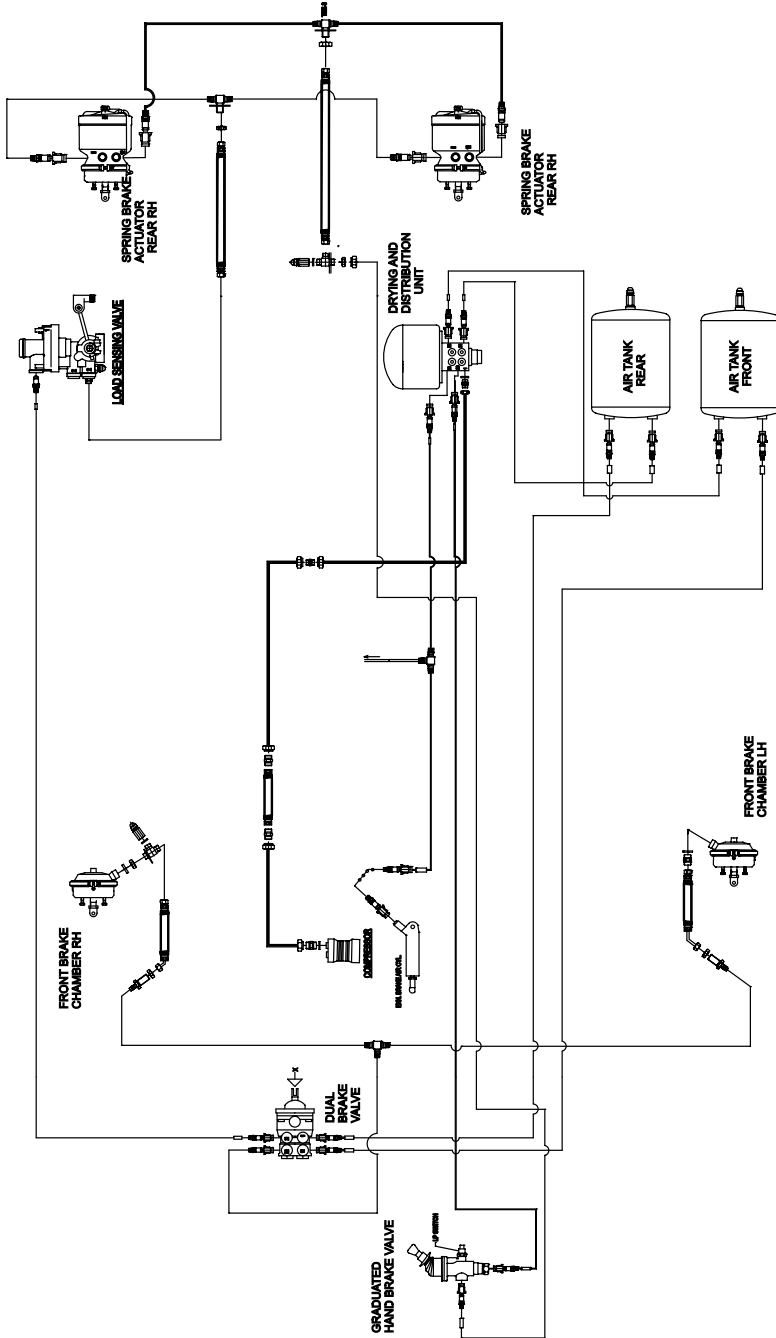 SPRING BRAKE
ACTUATOR
REAR RH
SPRING BRAKE
ACTUATOR
REAR RH
LOAD SENSING VALVE
DRYING AND
DISTRIBUTION
UNIT
AIR TANK
REAR
AIR TANK
FRONT
FRONT BRAKE
CHAMBER RH
COMPRESSOR
FRONT BRAKE
CHAMBER LH
DUAL
BRAKE
VALVE
X
GRADUATED
HAND BRAKE VALVE
LP SWITCH